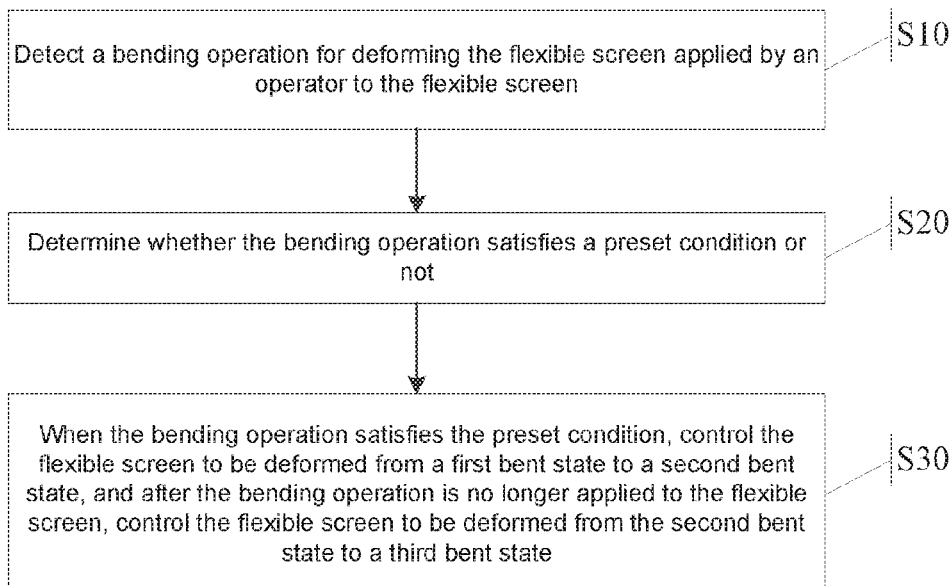 Detect a bending operation for deforming the flexible screen applied by an
operator to the flexible screen
S10
Determine whether the bending operation satisfies a preset condition or
not
S20
When the bending operation satisfies the preset condition, control the
flexible screen to be deformed from a first bent state to a second bent
state, and after the bending operation is no longer applied to the flexible
screen, control the flexible screen to be deformed from the second bent
state to a third bent state
S30